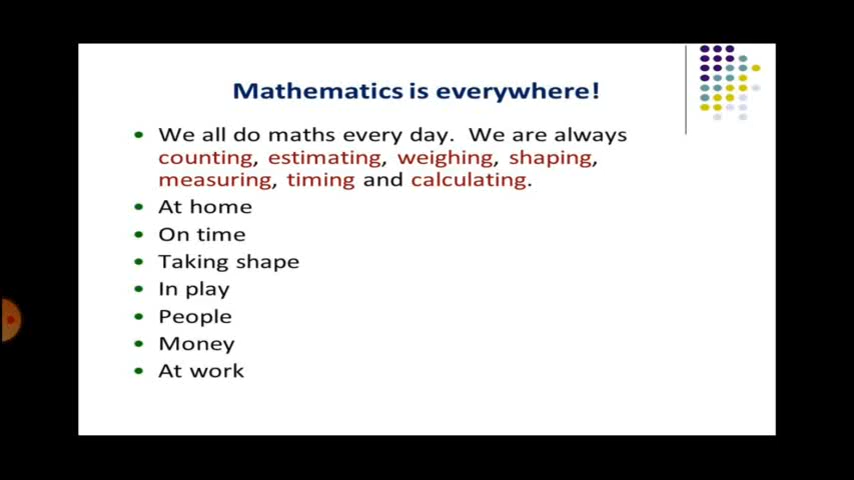 Mathematics is everywhere!
• We all do maths every day. We are always
counting, estimating, weighing, shaping,
measuring, timing and calculating.
• At home
• On time
• Taking shape
• In play
• People
• Money
• At work